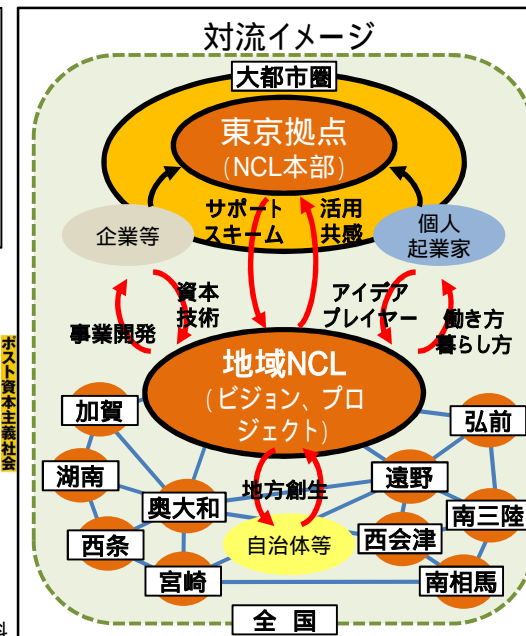 対流イメージ
大都市圏
東京拠点
(NCL本部)
サポート
スキーム
活用
共感
企業等
個人
起業家
資本
技術
アイデア
プレイヤー
事業開発
働き方
暮らし方
地域NCL
(ビジョン、プロ
ジェクト)
ポスト資本主義社会
加賀
弘前
湖南
奥大和
地方創生
遠野
南三陸
西条
自治体等
西会津
宮崎
南相馬
全 国
料